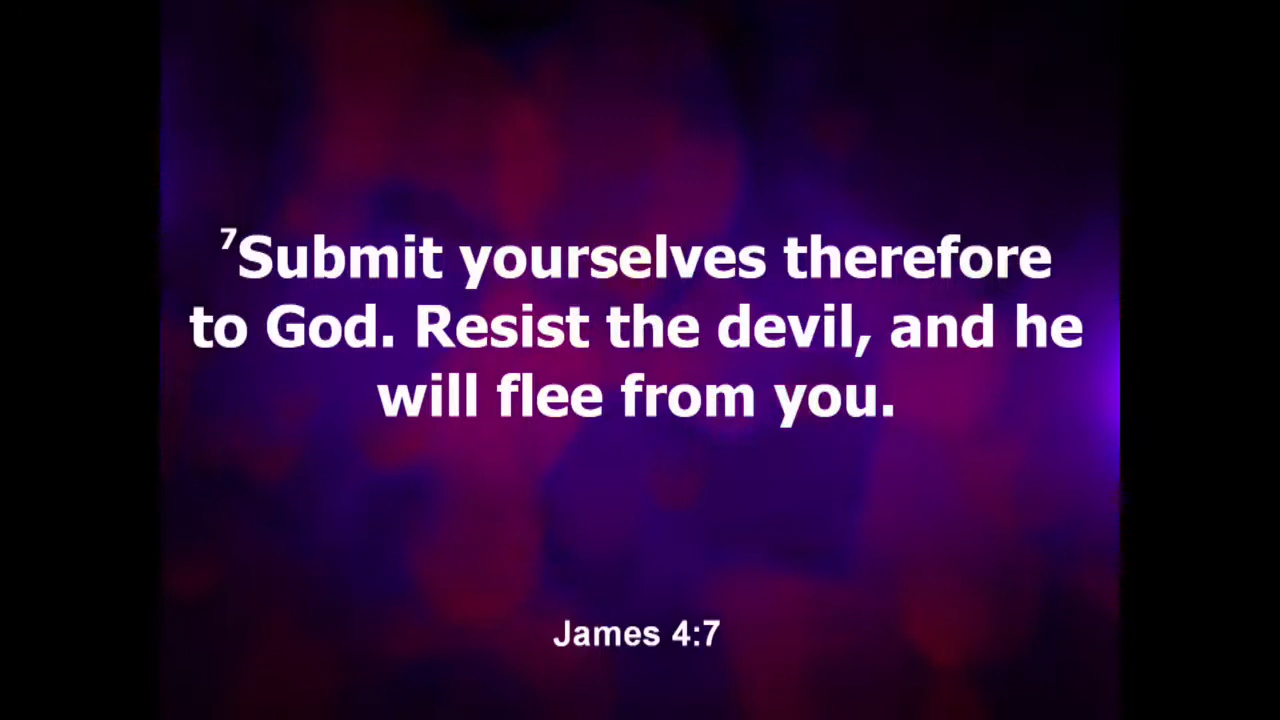 ⁷Submit yourselves therefore
to God. Resist the devil, and he
will flee from you.
James 4:7